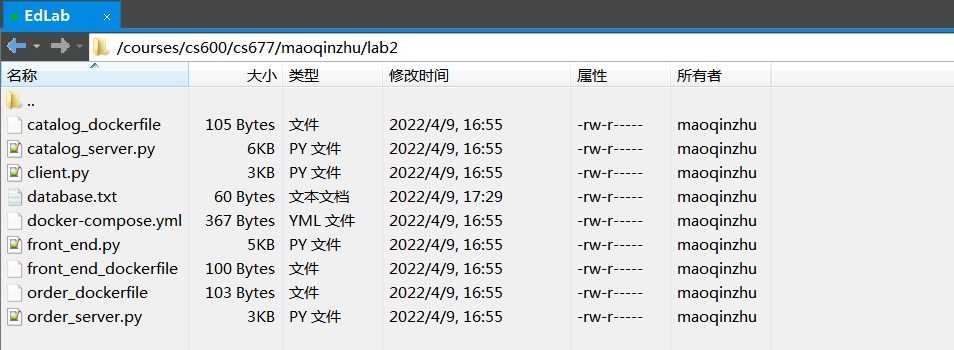 EdLab ×
/courses/cs600/cs677/maoqinzhu/lab2
名称 大小 类型 修改时间 属性 所有者
..
catalog_dockerfile 105 Bytes 文件 2022/4/9, 16:55 -rw-r----- maoqinzhu
catalog_server.py 6KB PY 文件 2022/4/9, 16:55 -rw-r----- maoqinzhu
client.py 3KB PY 文件 2022/4/9, 16:55 -rw-r----- maoqinzhu
database.txt 60 Bytes 文本文档 2022/4/9, 17:29 -rw-r----- maoqinzhu
docker-compose.yml 367 Bytes YML 文件 2022/4/9, 16:55 -rw-r----- maoqinzhu
front_end.py 5KB PY 文件 2022/4/9, 16:55 -rw-r----- maoqinzhu
front_end_dockerfile 100 Bytes 文件 2022/4/9, 16:55 -rw-r----- maoqinzhu
order_dockerfile 103 Bytes 文件 2022/4/9, 16:55 -rw-r----- maoqinzhu
order_server.py 3KB PY 文件 2022/4/9, 16:55 -rw-r----- maoqinzhu